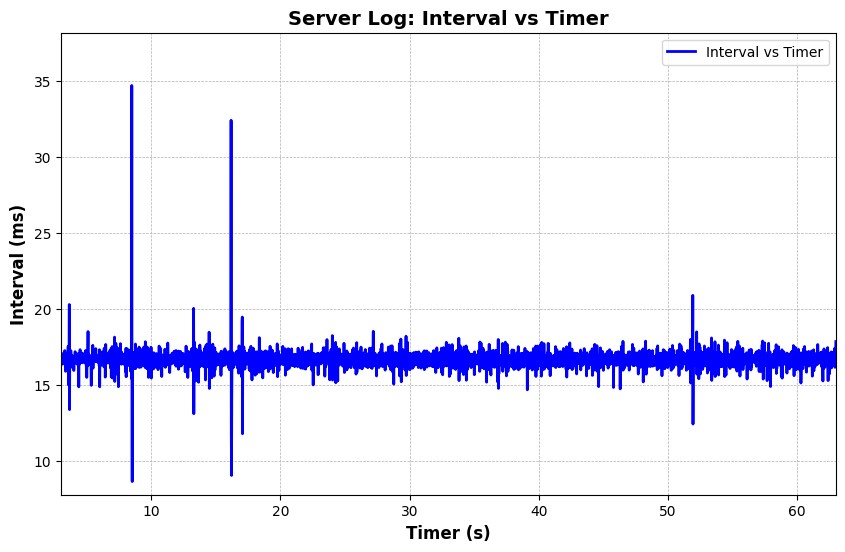 Server Log: Interval vs Timer
Interval vs Timer
35
30
25
20
15
10
Interval (ms)
10 20 30 40 50 60
Timer (s)